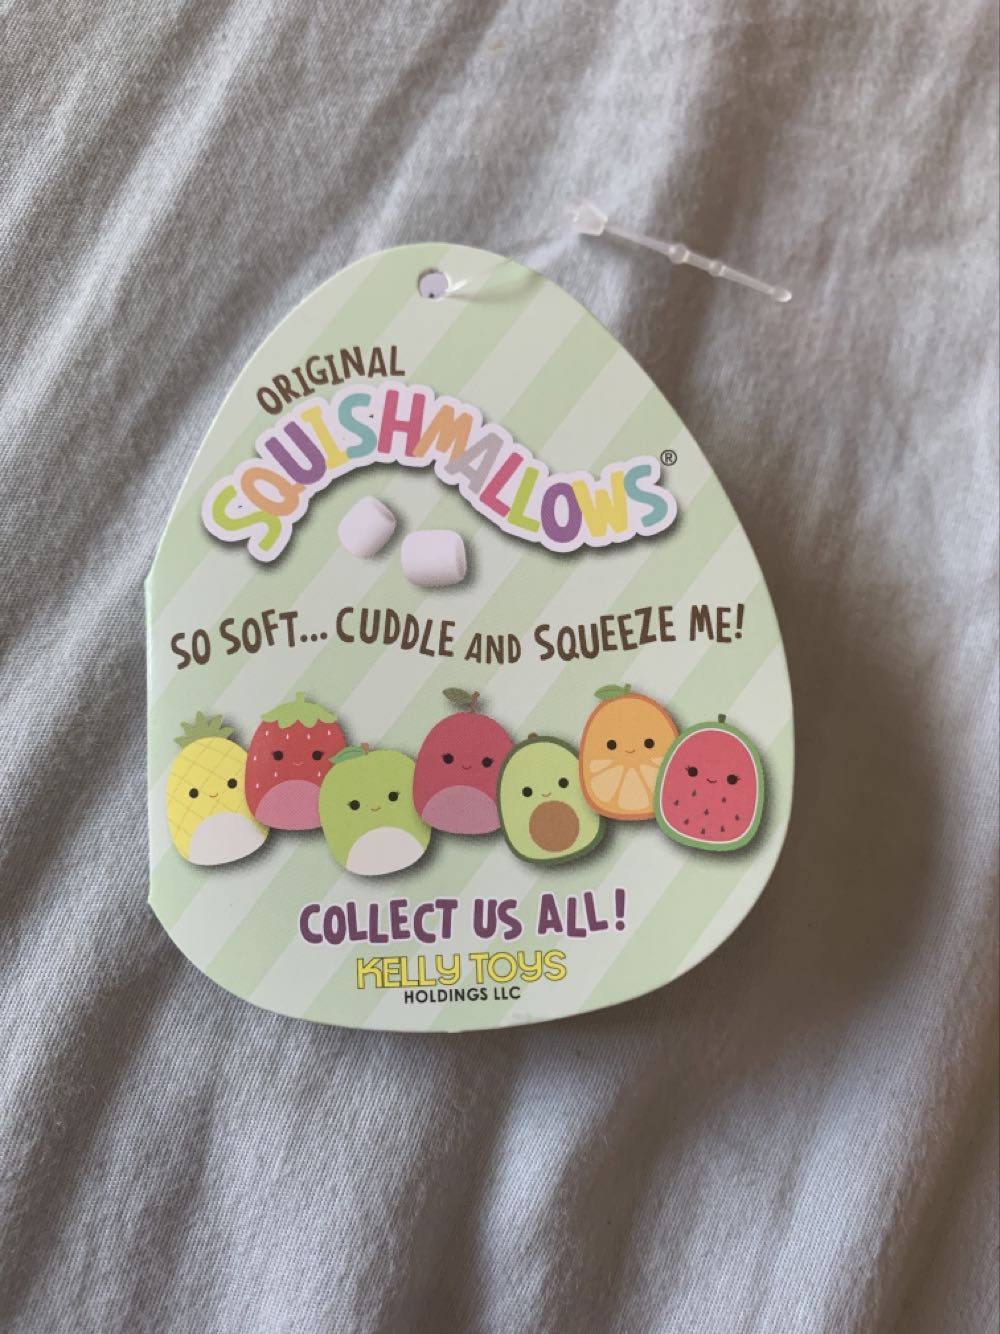 ORIGINAL
SQUISHMALLOWS®
SO SOFT... CUDDLE AND SQUEEZE ME!
COLLECT US ALL!
KELLY TOYS
HOLDINGS LLC